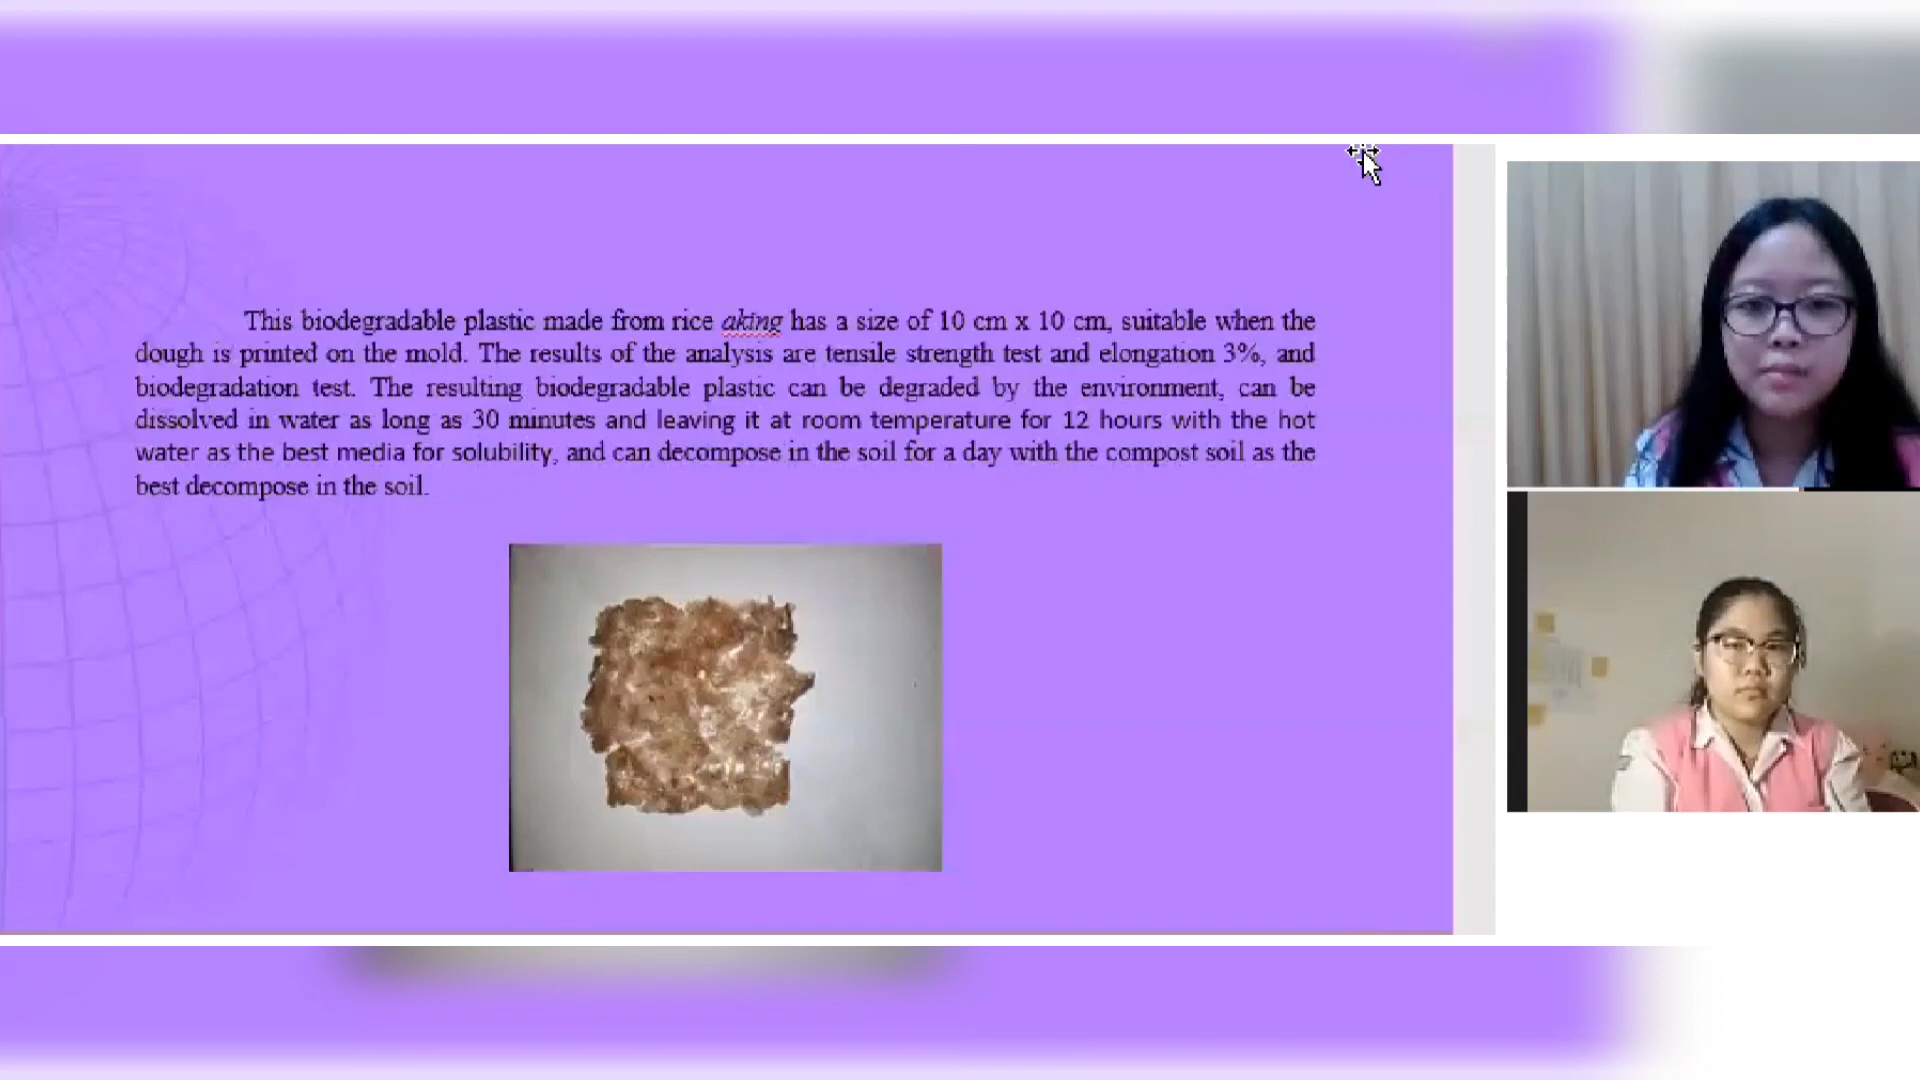 This biodegradable plastic made from rice aking has a size of 10 cm x 10 cm, suitable when the
dough is printed on the mold. The results of the analysis are tensile strength test and elongation 3%, and
biodegradation test. The resulting biodegradable plastic can be degraded by the environment, can be
dissolved in water as long as 30 minutes and leaving it at room temperature for 12 hours with the hot
water as the best media for solubility, and can decompose in the soil for a day with the compost soil as the
best decompose in the soil.